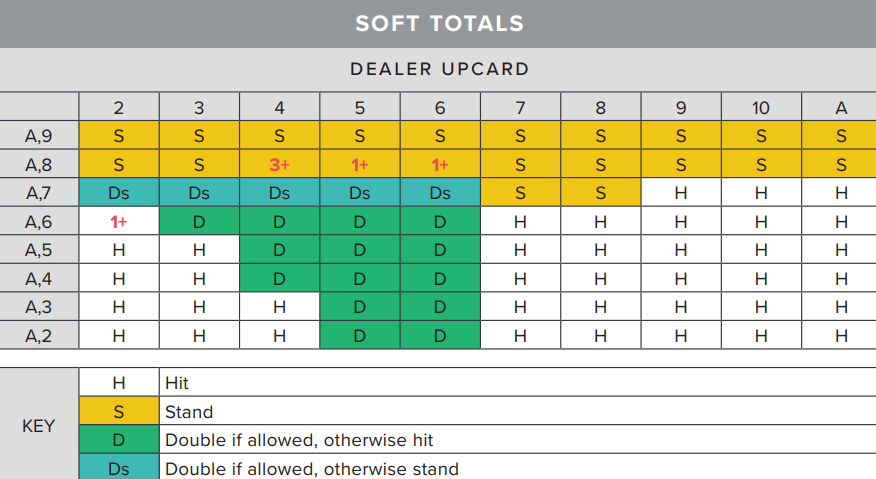 SOFT TOTALS
DEALER UPCARD
2 3 4 5 6 7 8 9 10 A
A,9 S S S S S S S S S S
A,8 S S 3+ 1+ 1+ S S S S S
A,7 Ds Ds Ds Ds Ds S S H H H
A,6 1+ D D D D H H H H H
A,5 H H D D D H H H H H
A,4 H H D D D H H H H H
A,3 H H H D D H H H H H
A,2 H H H D D H H H H H
KEY
H Hit
S Stand
D Double if allowed, otherwise hit
Ds Double if allowed, otherwise stand